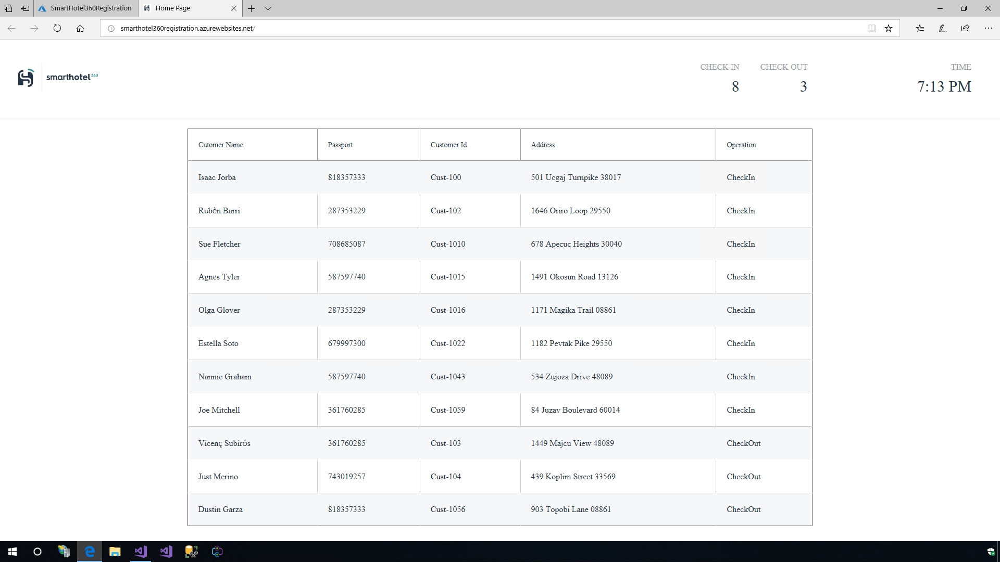 SmartHotel360Registration Home Page
smarthotel360registration.azurewebsites.net/
smarthotel360
CHECK IN CHECK OUT TIME
8 3 7:13 PM
Cutomer Name Passport Customer Id Address Operation
Isaac Jorba 818357333 Cust-100 501 Ucgaj Turnpike 38017 CheckIn
Rubèn Barri 287353229 Cust-102 1646 Oriro Loop 29550 CheckIn
Sue Fletcher 708685087 Cust-1010 678 Apecuc Heights 30040 CheckIn
Agnes Tyler 587597740 Cust-1015 1491 Okosun Road 13126 CheckIn
Olga Glover 287353229 Cust-1016 1171 Magika Trail 08861 CheckIn
Estella Soto 679997300 Cust-1022 1182 Pevtak Pike 29550 CheckIn
Nannie Graham 587597740 Cust-1043 534 Zujoza Drive 48089 CheckIn
Joe Mitchell 361760285 Cust-1059 84 Juzav Boulevard 60014 CheckIn
Vicenç Subirós 361760285 Cust-103 1449 Majcu View 48089 CheckOut
Just Merino 743019257 Cust-104 439 Koplim Street 33569 CheckOut
Dustin Garza 818357333 Cust-1056 903 Topobi Lane 08861 CheckOut